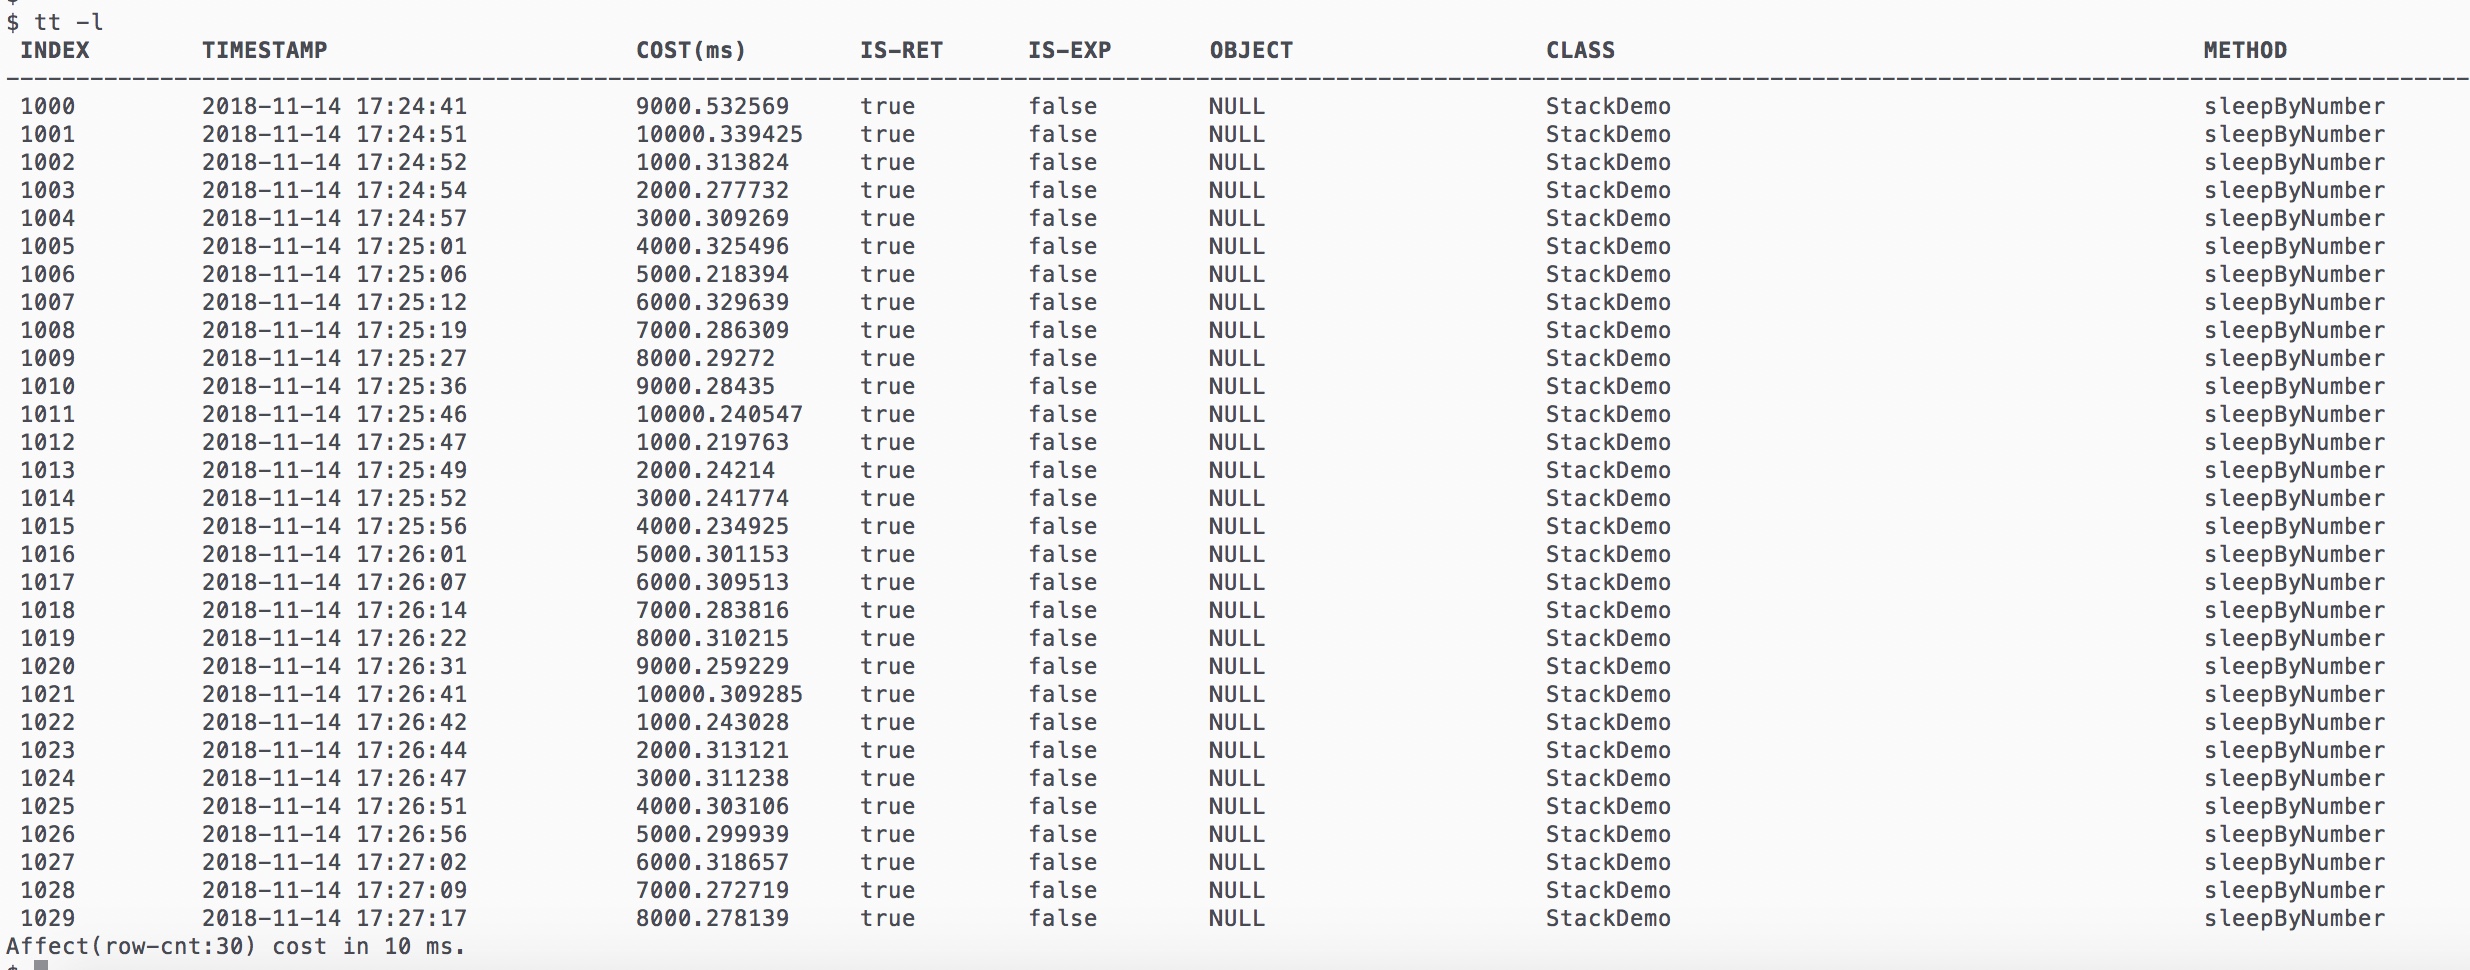 $
$ tt -l
INDEX TIMESTAMP COST(ms) IS-RET IS-EXP OBJECT CLASS METHOD
1000 2018-11-14 17:24:41 9000.532569 true false NULL StackDemo sleepByNumber
1001 2018-11-14 17:24:51 10000.339425 true false NULL StackDemo sleepByNumber
1002 2018-11-14 17:24:52 1000.313824 true false NULL StackDemo sleepByNumber
1003 2018-11-14 17:24:54 2000.277732 true false NULL StackDemo sleepByNumber
1004 2018-11-14 17:24:57 3000.309269 true false NULL StackDemo sleepByNumber
1005 2018-11-14 17:25:01 4000.325496 true false NULL StackDemo sleepByNumber
1006 2018-11-14 17:25:06 5000.218394 true false NULL StackDemo sleepByNumber
1007 2018-11-14 17:25:12 6000.329639 true false NULL StackDemo sleepByNumber
1008 2018-11-14 17:25:19 7000.286309 true false NULL StackDemo sleepByNumber
1009 2018-11-14 17:25:27 8000.29272 true false NULL StackDemo sleepByNumber
1010 2018-11-14 17:25:36 9000.28435 true false NULL StackDemo sleepByNumber
1011 2018-11-14 17:25:46 10000.240547 true false NULL StackDemo sleepByNumber
1012 2018-11-14 17:25:47 1000.219763 true false NULL StackDemo sleepByNumber
1013 2018-11-14 17:25:49 2000.24214 true false NULL StackDemo sleepByNumber
1014 2018-11-14 17:25:52 3000.241774 true false NULL StackDemo sleepByNumber
1015 2018-11-14 17:25:56 4000.234925 true false NULL StackDemo sleepByNumber
1016 2018-11-14 17:26:01 5000.301153 true false NULL StackDemo sleepByNumber
1017 2018-11-14 17:26:07 6000.309513 true false NULL StackDemo sleepByNumber
1018 2018-11-14 17:26:14 7000.283816 true false NULL StackDemo sleepByNumber
1019 2018-11-14 17:26:22 8000.310215 true false NULL StackDemo sleepByNumber
1020 2018-11-14 17:26:31 9000.259229 true false NULL StackDemo sleepByNumber
1021 2018-11-14 17:26:41 10000.309285 true false NULL StackDemo sleepByNumber
1022 2018-11-14 17:26:42 1000.243028 true false NULL StackDemo sleepByNumber
1023 2018-11-14 17:26:44 2000.313121 true false NULL StackDemo sleepByNumber
1024 2018-11-14 17:26:47 3000.311238 true false NULL StackDemo sleepByNumber
1025 2018-11-14 17:26:51 4000.303106 true false NULL StackDemo sleepByNumber
1026 2018-11-14 17:26:56 5000.299939 true false NULL StackDemo sleepByNumber
1027 2018-11-14 17:27:02 6000.318657 true false NULL StackDemo sleepByNumber
1028 2018-11-14 17:27:09 7000.272719 true false NULL StackDemo sleepByNumber
1029 2018-11-14 17:27:17 8000.278139 true false NULL StackDemo sleepByNumber
Affect(row-cnt:30) cost in 10 ms.
$